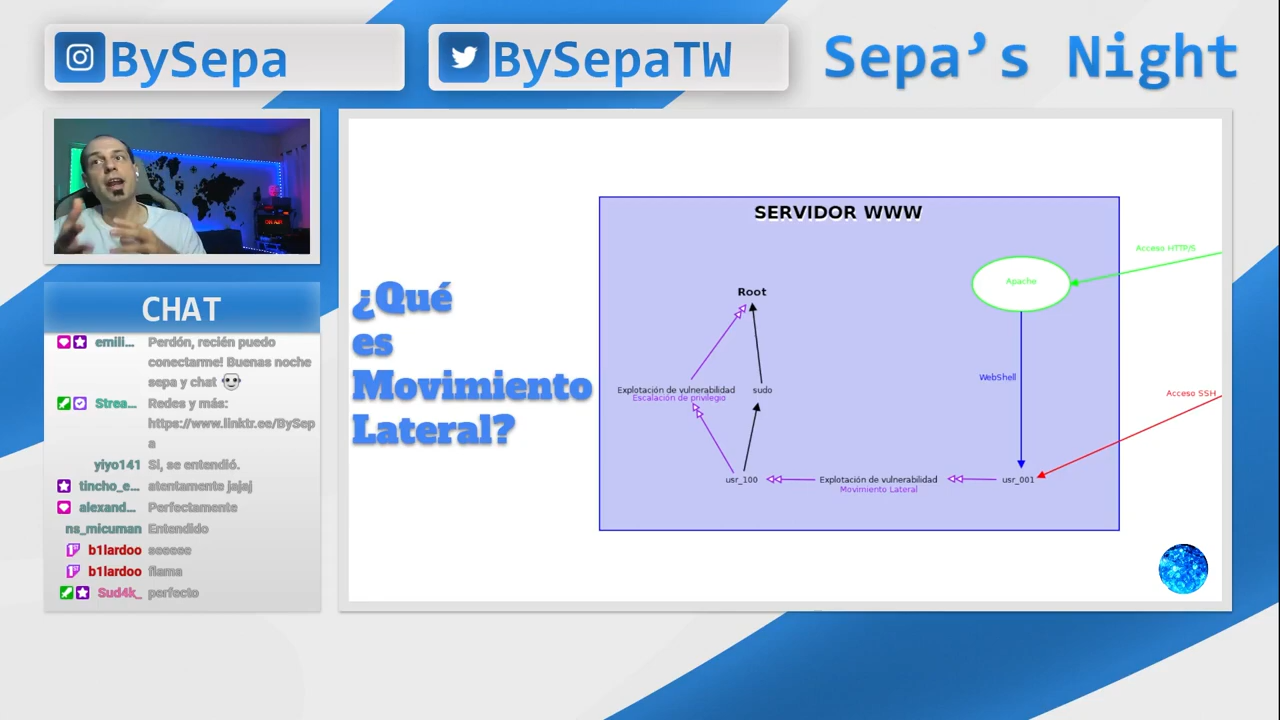 BySepa
BySepaTW
Sepa’s Night
CHAT
emili... Perdón, recién puedo
conectarme! Buenas noche
sepa y chat
Strea... Redes y más:
https://www.linktr.ee/BySep
a
yiyo141 Si, se entendió.
tincho_e... atentamente jajaj
alexand... Perfectamente
ns_micuman Entendido
b1lardoo seeeee
b1lardoo flama
Sud4k_ perfecto
¿Qué
es
Movimiento
Lateral?
SERVIDOR WWW
Acceso HTTP/S
Apache
Root
WebShell
Explotación de vulnerabilidad
Escalación de privilegio
sudo
Acceso SSH
usr_100
Explotación de vulnerabilidad
Movimiento Lateral
usr_001